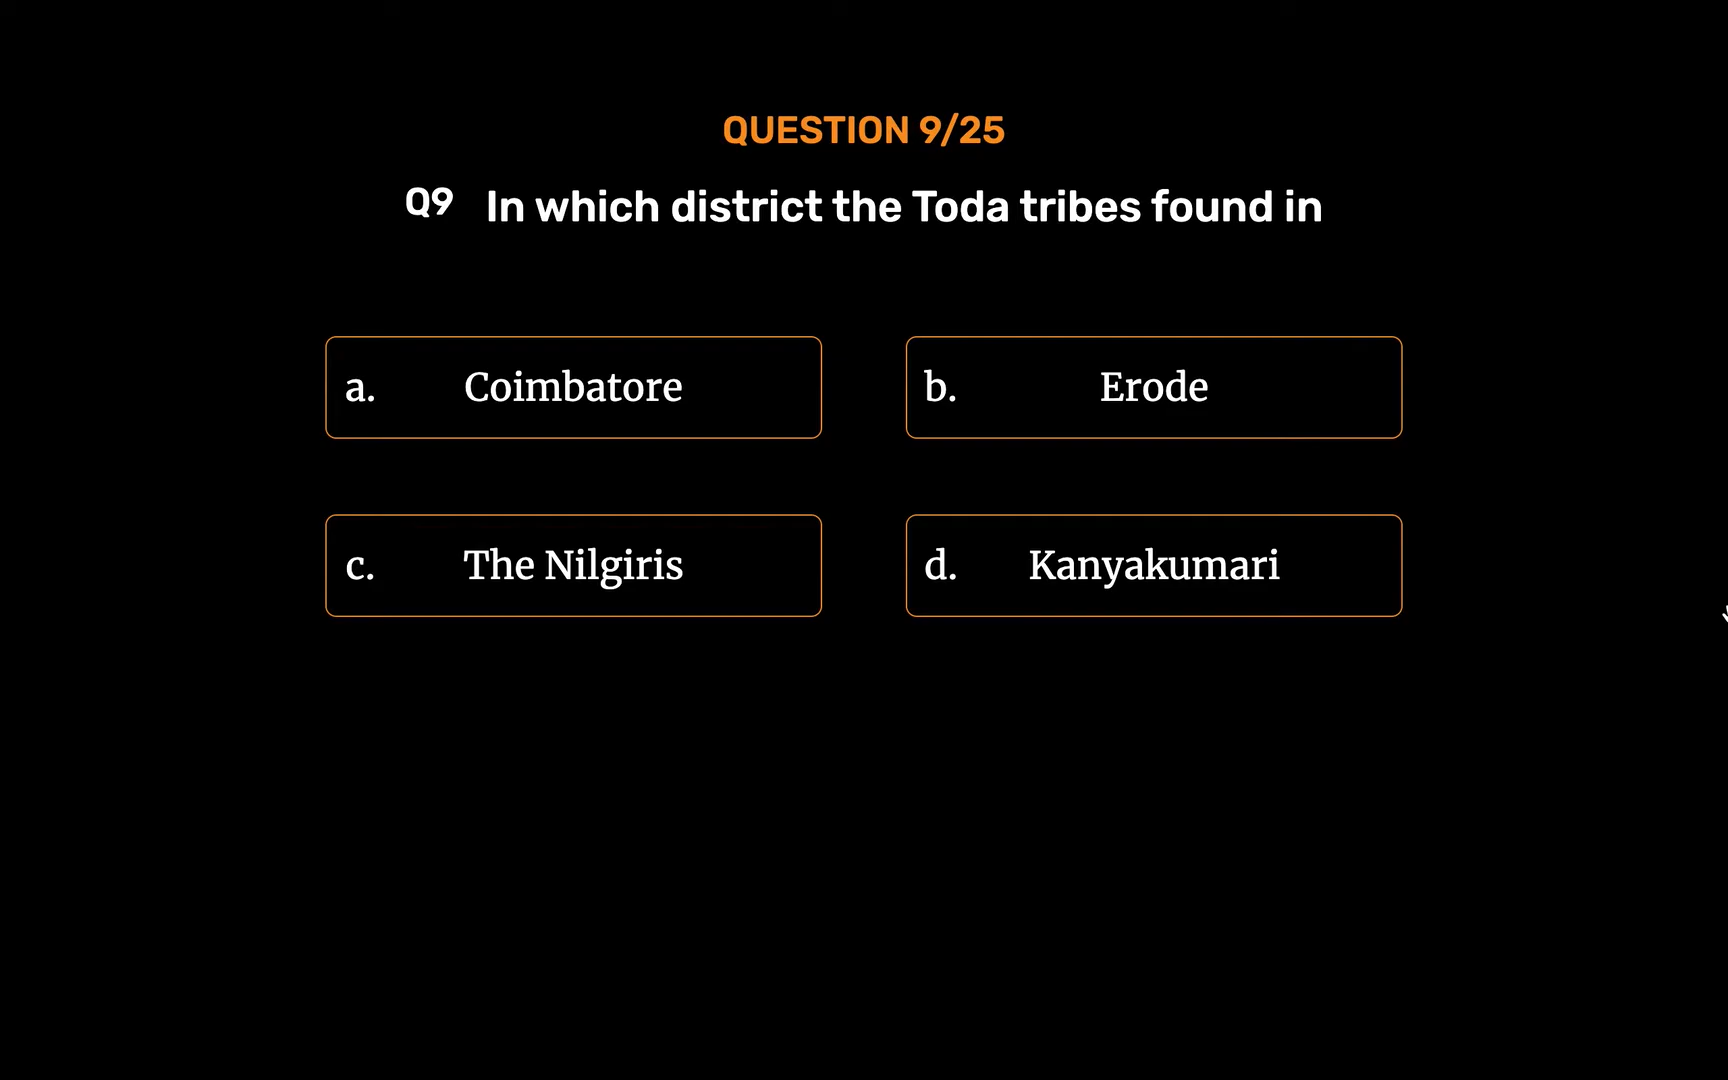 QUESTION 9/25
Q9 In which district the Toda tribes found in
a. Coimbatore
b. Erode
c. The Nilgiris
d. Kanyakumari